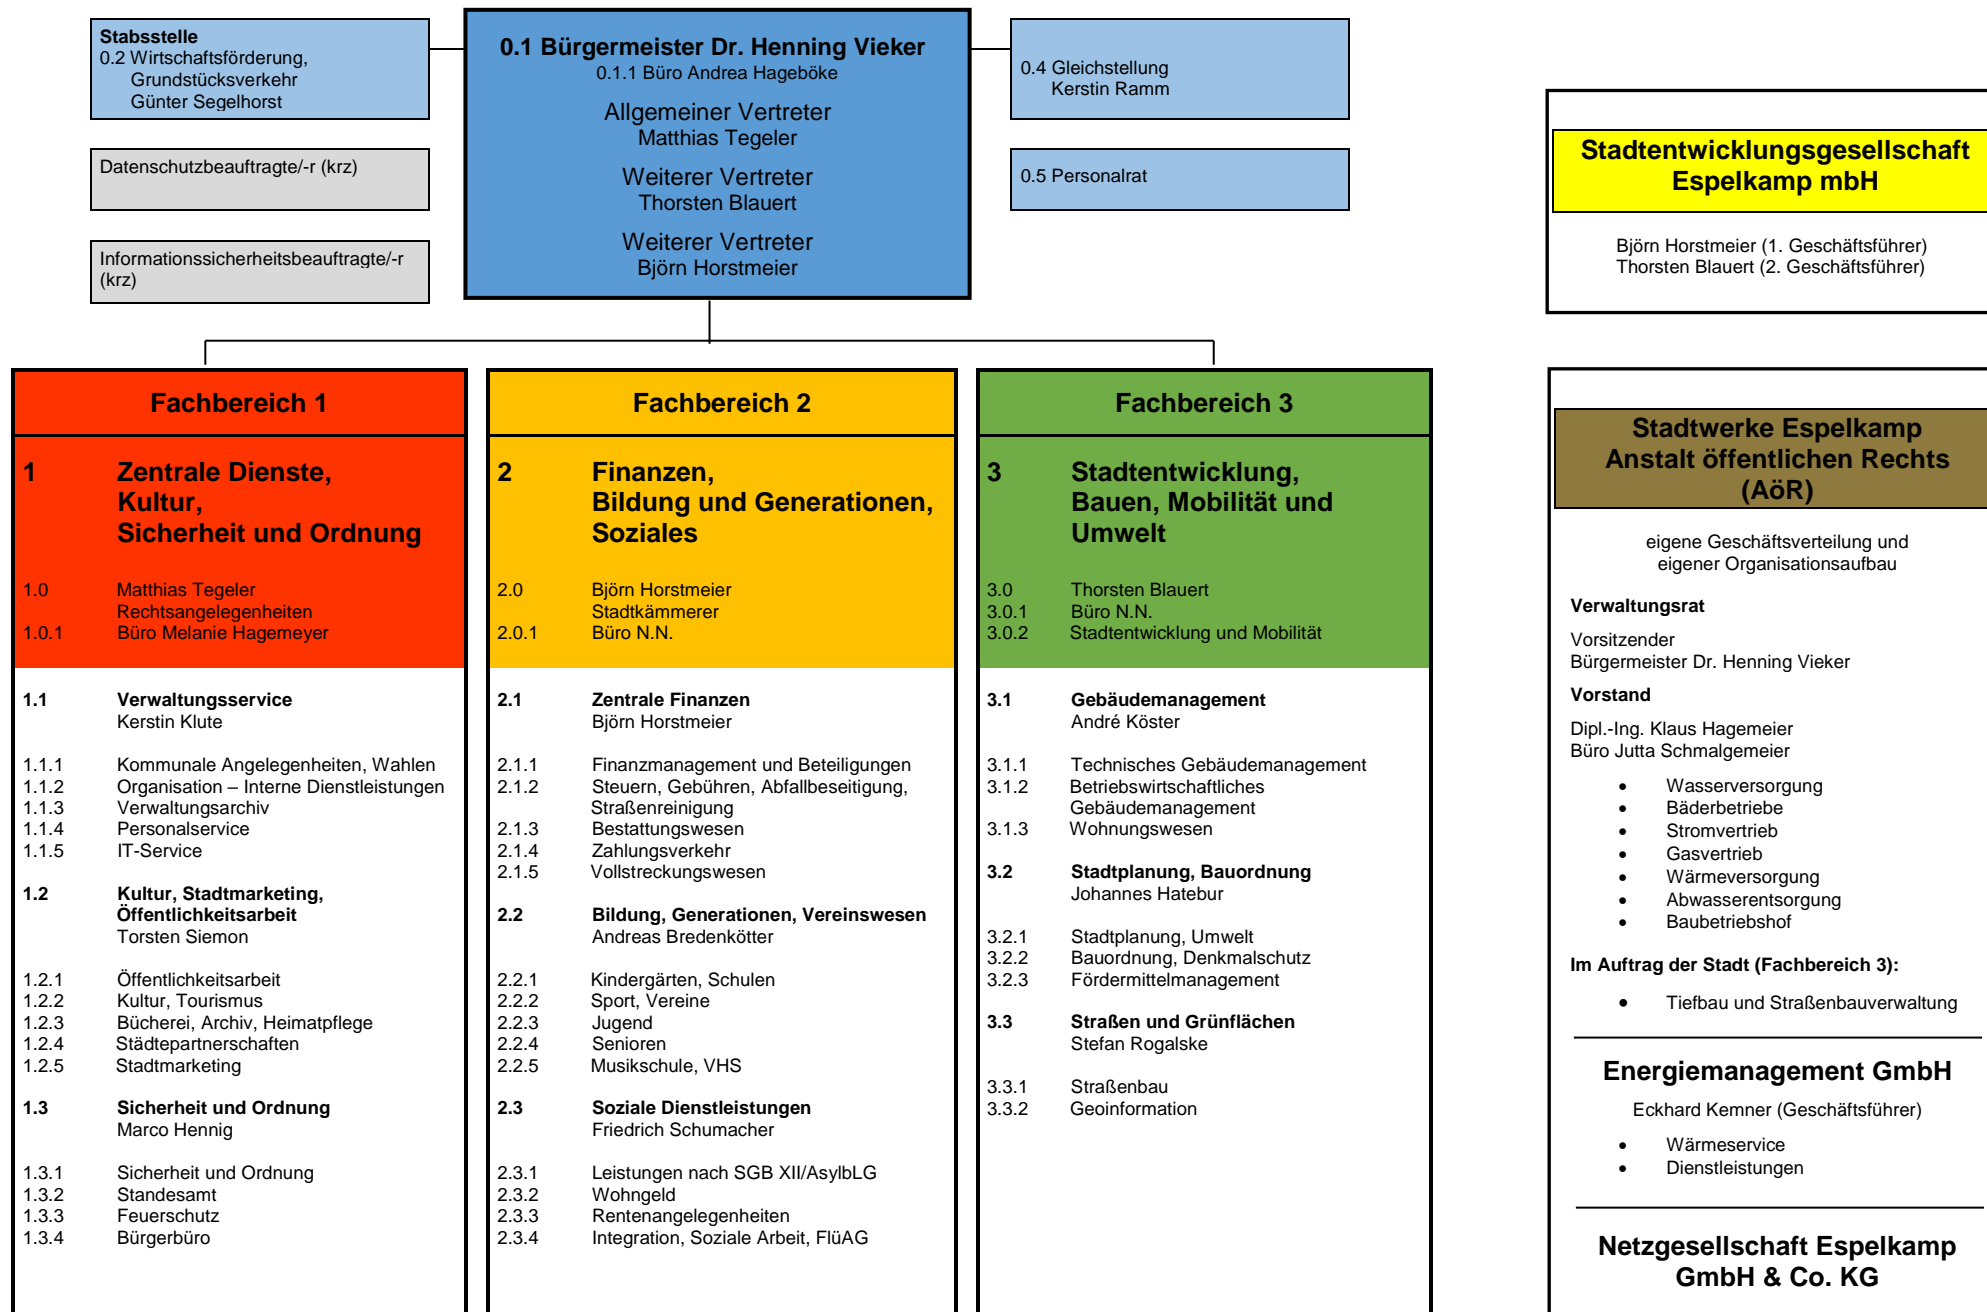 Stabsstelle
0.2 Wirtschaftsförderung,
Grundstücksverkehr
Günter Segelhorst
Datenschutzbeauftragte/-r (krz)
Informationssicherheitsbeauftragte/-r
(krz)
0.1 Bürgermeister Dr. Henning Vieker
0.1.1 Büro Andrea Hageböke
Allgemeiner Vertreter
Matthias Tegeler
Weiterer Vertreter
Thorsten Blauert
Weiterer Vertreter
Björn Horstmeier
0.4 Gleichstellung
Kerstin Ramm
0.5 Personalrat
Fachbereich 1
1 Zentrale Dienste,
Kultur,
Sicherheit und Ordnung
1.0 Matthias Tegeler
Rechtsangelegenheiten
1.0.1 Büro Melanie Hagemeyer
1.1 Verwaltungsservice
Kerstin Klute
1.1.1 Kommunale Angelegenheiten, Wahlen
1.1.2 Organisation – Interne Dienstleistungen
1.1.3 Verwaltungsarchiv
1.1.4 Personalservice
1.1.5 IT-Service
1.2 Kultur, Stadtmarketing,
Öffentlichkeitsarbeit
Torsten Siemon
1.2.1 Öffentlichkeitsarbeit
1.2.2 Kultur, Tourismus
1.2.3 Bücherei, Archiv, Heimatpflege
1.2.4 Städtepartnerschaften
1.2.5 Stadtmarketing
1.3 Sicherheit und Ordnung
Marco Hennig
1.3.1 Sicherheit und Ordnung
1.3.2 Standesamt
1.3.3 Feuerschutz
1.3.4 Bürgerbüro
Fachbereich 2
2 Finanzen,
Bildung und Generationen,
Soziales
2.0 Björn Horstmeier
Stadtkämmerer
2.0.1 Büro N.N.
2.1 Zentrale Finanzen
Björn Horstmeier
2.1.1 Finanzmanagement und Beteiligungen
2.1.2 Steuern, Gebühren, Abfallbeseitigung,
Straßenreinigung
2.1.3 Bestattungswesen
2.1.4 Zahlungsverkehr
2.1.5 Vollstreckungswesen
2.2 Bildung, Generationen, Vereinswesen
Andreas Bredenkötter
2.2.1 Kindergärten, Schulen
2.2.2 Sport, Vereine
2.2.3 Jugend
2.2.4 Senioren
2.2.5 Musikschule, VHS
2.3 Soziale Dienstleistungen
Friedrich Schumacher
2.3.1 Leistungen nach SGB XII/AsylbLG
2.3.2 Wohngeld
2.3.3 Rentenangelegenheiten
2.3.4 Integration, Soziale Arbeit, FlüAG
Fachbereich 3
3 Stadtentwicklung,
Bauen, Mobilität und
Umwelt
3.0 Thorsten Blauert
3.0.1 Büro N.N.
3.0.2 Stadtentwicklung und Mobilität
3.1 Gebäudemanagement
André Köster
3.1.1 Technisches Gebäudemanagement
3.1.2 Betriebswirtschaftliches
Gebäudemanagement
3.1.3 Wohnungswesen
3.2 Stadtplanung, Bauordnung
Johannes Hatebur
3.2.1 Stadtplanung, Umwelt
3.2.2 Bauordnung, Denkmalschutz
3.2.3 Fördermittelmanagement
3.3 Straßen und Grünflächen
Stefan Rogalske
3.3.1 Straßenbau
3.3.2 Geoinformation
Stadtentwicklungsgesellschaft
Espelkamp mbH
Björn Horstmeier (1. Geschäftsführer)
Thorsten Blauert (2. Geschäftsführer)
Stadtwerke Espelkamp
Anstalt öffentlichen Rechts
(AöR)
eigene Geschäftsverteilung und
eigener Organisationsaufbau
Verwaltungsrat
Vorsitzender
Bürgermeister Dr. Henning Vieker
Vorstand
Dipl.-Ing. Klaus Hagemeier
Büro Jutta Schmalgemeier
• Wasserversorgung
• Bäderbetriebe
• Stromvertrieb
• Gasvertrieb
• Wärmeversorgung
• Abwasserentsorgung
• Baubetriebshof
Im Auftrag der Stadt (Fachbereich 3):
• Tiefbau und Straßenbauverwaltung
Energiemanagement GmbH
Eckhard Kemner (Geschäftsführer)
• Wärmeservice
• Dienstleistungen
Netzgesellschaft Espelkamp
GmbH & Co. KG